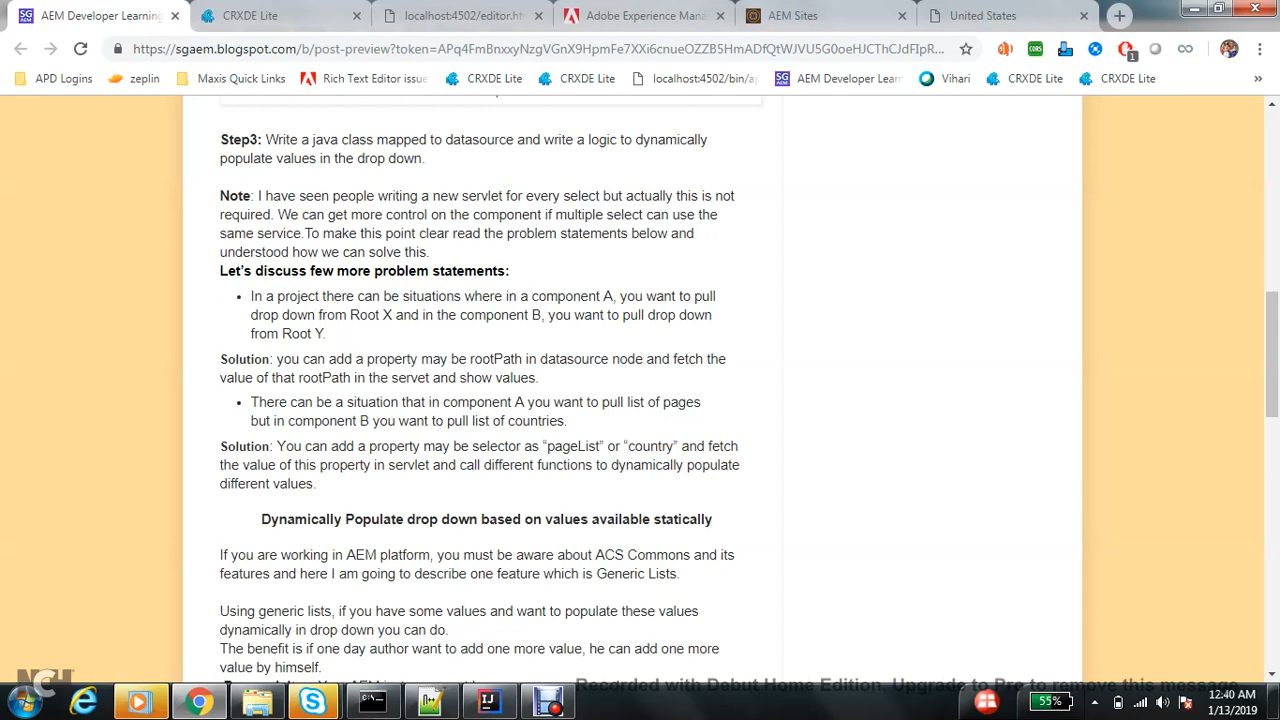 AEM Developer Learning
CRXDE Lite
localhost:4502/editor.ht
Adobe Experience Mana
AEM Sites
United States
https://sgaem.blogspot.com/b/post-preview?token=APq4FmBnxxyNzgVGnX9HpmFe7XXi6cnueOZZB5HmADfQtWJVU5G0oeHJCThCJdFIpR...
APD Logins
zeplin
Maxis Quick Links
Rich Text Editor issue
CRXDE Lite
CRXDE Lite
localhost:4502/bin/a
AEM Developer Lear
Vihari
CRXDE Lite
CRXDE Lite
Step3: Write a java class mapped to datasource and write a logic to dynamically
populate values in the drop down.
Note: I have seen people writing a new servlet for every select but actually this is not
required. We can get more control on the component if multiple select can use the
same service.To make this point clear read the problem statements below and
understood how we can solve this.
Let's discuss few more problem statements:
• In a project there can be situations where in a component A, you want to pull
drop down from Root X and in the component B, you want to pull drop down
from Root Y.
Solution: you can add a property may be rootPath in datasource node and fetch the
value of that rootPath in the servet and show values.
• There can be a situation that in component A you want to pull list of pages
but in component B you want to pull list of countries.
Solution: You can add a property may be selector as “pageList” or “country” and fetch
the value of this property in servlet and call different functions to dynamically populate
different values.
Dynamically Populate drop down based on values available statically
If you are working in AEM platform, you must be aware about ACS Commons and its
features and here I am going to describe one feature which is Generic Lists.
Using generic lists, if you have some values and want to populate these values
dynamically in drop down you can do.
The benefit is if one day author want to add one more value, he can add one more
value by himself.
NCH
Recorded with Debut Home Edition. Upgrade to Pro to remove this message
55%
12:40 AM
1/13/2019